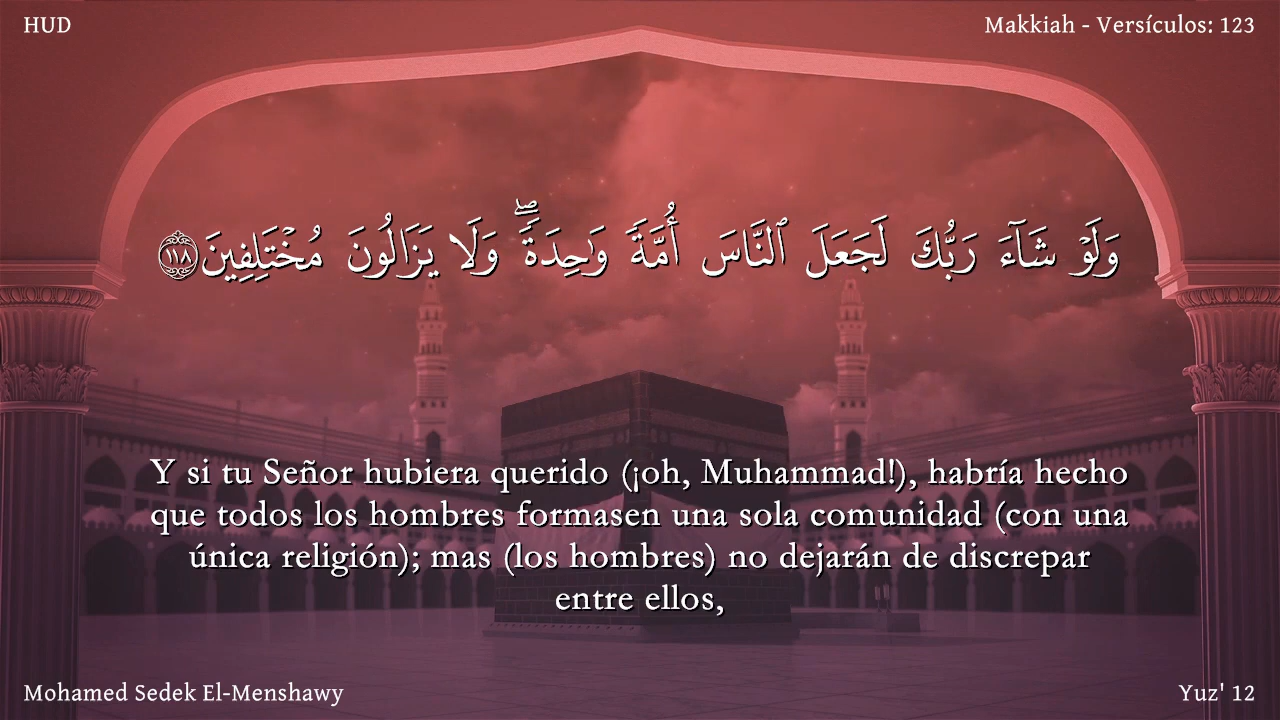 HUD
Makkiah - Versículos: 123
وَلَوْ شَآءَ رَبُّكَ لَجَعَلَ ٱلنَّاسَ أُمَّةً وَٰحِدَةً ۖ وَلَا يَزَالُونَ مُخْتَلِفِينَ ١١٨
Y si tu Señor hubiera querido (¡oh, Muhammad!), habría hecho
que todos los hombres formasen una sola comunidad (con una
única religión); mas (los hombres) no dejarán de discrepar
entre ellos,
Mohamed Sedek El-Menshawy
Yuz' 12